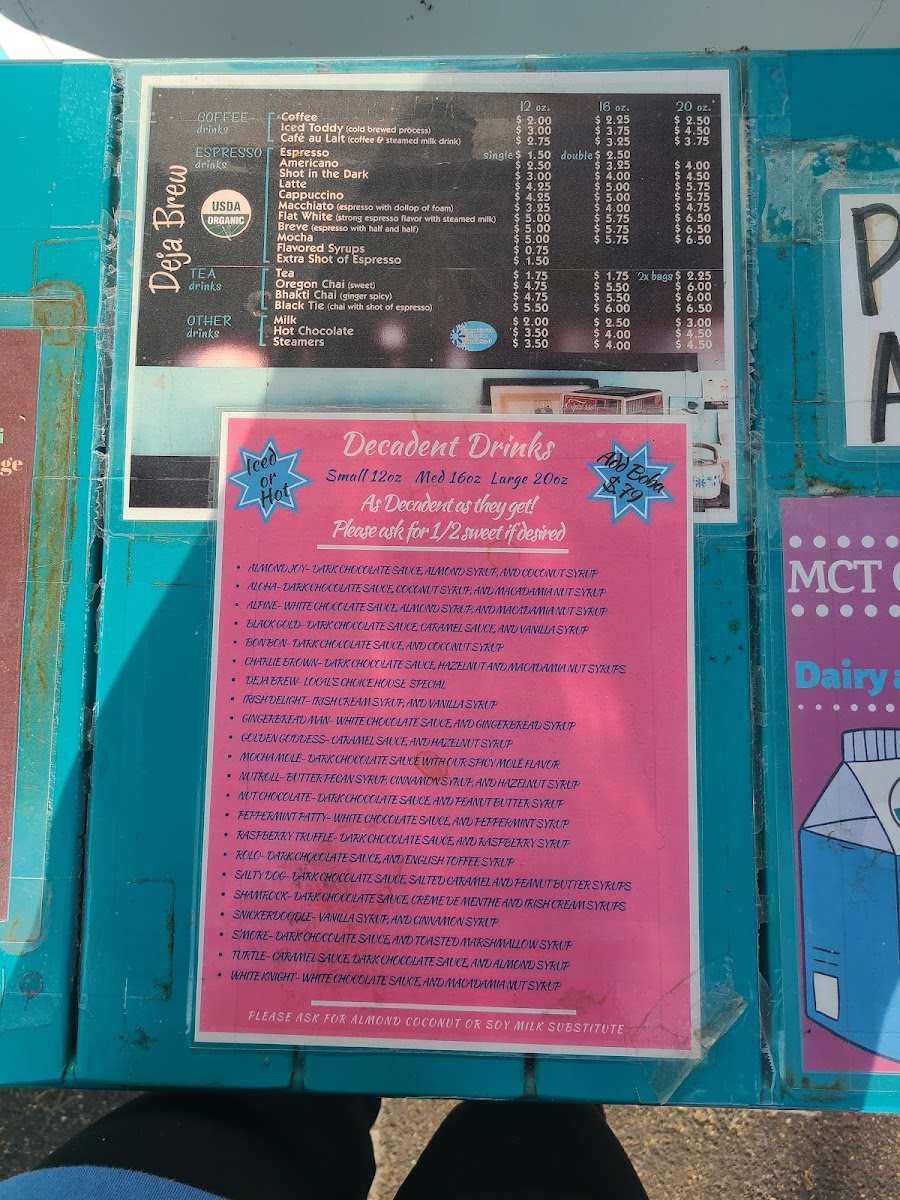 12 oz. 16 oz. 20 oz.
Deja Brew
USDA
ORGANIC
COFFEE drinks
Coffee $ 2.00 $ 2.25 $ 2.50
Iced Toddy (cold brewed process) $ 3.00 $ 3.75 $ 4.50
Café au Lait (coffee & steamed milk drink) $ 2.75 $ 3.25 $ 3.75
ESPRESSO drinks
Espresso single $ 1.50 double $ 2.50
Americano $ 2.50 $ 3.25 $ 4.00
Shot in the Dark $ 3.00 $ 4.00 $ 4.50
Latte $ 4.25 $ 5.00 $ 5.75
Cappuccino $ 4.25 $ 5.00 $ 5.75
Macchiato (espresso with dollop of foam) $ 3.25 $ 4.00 $ 4.75
Flat White (strong espresso flavor with steamed milk) $ 5.00 $ 5.75 $ 6.50
Breve (espresso with half and half) $ 5.00 $ 5.75 $ 6.50
Mocha $ 5.00 $ 5.75 $ 6.50
Flavored Syrups $ 0.75
Extra Shot of Espresso $ 1.50
TEA drinks
Tea $ 1.75 $ 1.75 2x bags $ 2.25
Oregon Chai (sweet) $ 4.75 $ 5.50 $ 6.00
Bhakti Chai (ginger spicy) $ 4.75 $ 5.50 $ 6.00
Black Tie (chai with shot of espresso) $ 5.50 $ 6.00 $ 6.50
OTHER drinks
Milk $ 2.00 $ 2.50 $ 3.00
Hot Chocolate $ 3.50 $ 4.00 $ 4.50
Steamers $ 3.50 $ 4.00 $ 4.50
Decadent Drinks
Iced or Hot
Add Boba $.79
Small 12oz Med 16oz Large 20oz
As Decadent as they get!
Please ask for 1/2 sweet if desired
• ALMOND JOY- DARK CHOCOLATE SAUCE, ALMOND SYRUP, AND COCONUT SYRUP
• ALOHA- DARK CHOCOLATE SAUCE, COCONUT SYRUP, AND MACADAMIA NUT SYRUP
• ALPINE- WHITE CHOCOLATE SAUCE, ALMOND SYRUP, AND MACADAMIA NUT SYRUP
• BLACK GOLD- DARK CHOCOLATE SAUCE, CARAMEL SAUCE, AND VANILLA SYRUP
• BON BON- DARK CHOCOLATE SAUCE, AND COCONUT SYRUP
• CHARLIE BROWN- DARK CHOCOLATE SAUCE, HAZELNUT AND MACADAMIA NUT SYRUPS
• DEJA BREW- LOCAL'S CHOICE HOUSE SPECIAL
• IRISH DELIGHT- IRISH CREAM SYRUP, AND VANILLA SYRUP
• GINGERBREAD MAN- WHITE CHOCOLATE SAUCE, AND GINGERBREAD SYRUP
• GOLDEN GODDESS- CARAMEL SAUCE, AND HAZELNUT SYRUP
• MOCHA MOLÉ- DARK CHOCOLATE SAUCE WITH OUR SPICY MOLÉ FLAVOR
• NUTROLL- BUTTER PECAN SYRUP, CINNAMON SYRUP, AND HAZELNUT SYRUP
• NUT CHOCOLATE- DARK CHOCOLATE SAUCE, AND PEANUT BUTTER SYRUP
• PEPPERMINT PATTY- WHITE CHOCOLATE SAUCE, AND PEPPERMINT SYRUP
• RASPBERRY TRUFFLE- DARK CHOCOLATE SAUCE, AND RASPBERRY SYRUP
• ROLO- DARK CHOCOLATE SAUCE, AND ENGLISH TOFFEE SYRUP
• SALTY DOG- DARK CHOCOLATE SAUCE, SALTED CARAMEL AND PEANUT BUTTER SYRUPS
• SHAMROCK- DARK CHOCOLATE SAUCE, CREME DE MENTHE AND IRISH CREAM SYRUPS
• SNICKERDOODLE- VANILLA SYRUP, AND CINNAMON SYRUP
• S'MORE- DARK CHOCOLATE SAUCE, AND TOASTED MARSHMALLOW SYRUP
• TURTLE- CARAMEL SAUCE, DARK CHOCOLATE SAUCE, AND ALMOND SYRUP
• WHITE KNIGHT- WHITE CHOCOLATE SAUCE, AND MACADAMIA NUT SYRUP
PLEASE ASK FOR ALMOND COCONUT OR SOY MILK SUBSTITUTE
P
A
MCT
Dairy